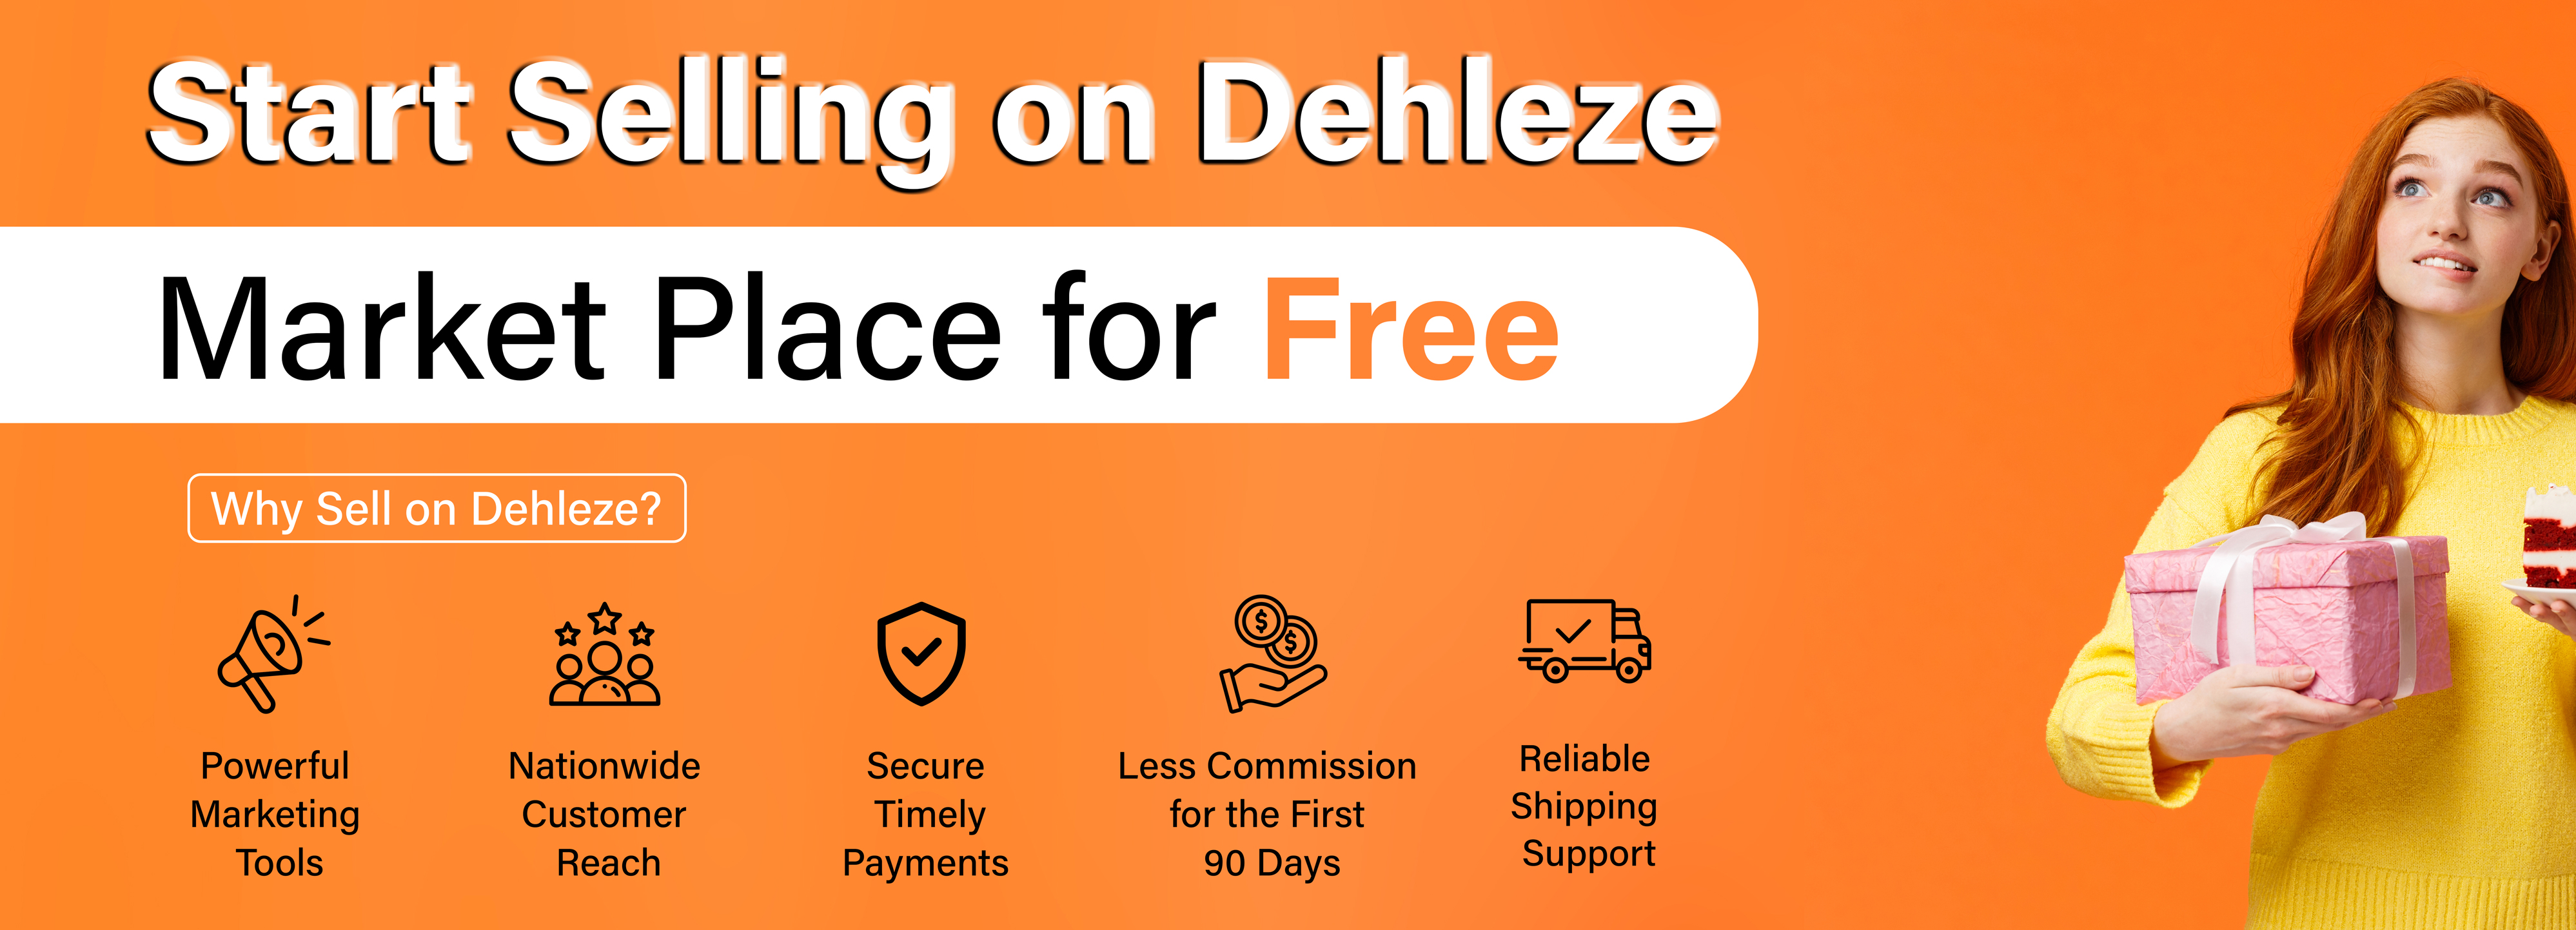 Start Selling on Dehleze
Market Place for Free
Why Sell on Dehleze?
Powerful
Marketing
Tools
Nationwide
Customer
Reach
Secure
Timely
Payments
Less Commission
for the First
90 Days
Reliable
Shipping
Support